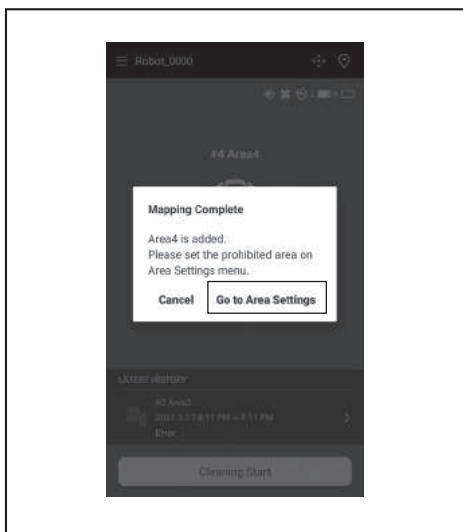 Robot_0000
#4 Area4
Mapping Complete
Area4 is added.
Please set the prohibited area on
Area Settings menu.
Cancel Go to Area Settings
LATEST HISTORY
#2 Area2
Error
Cleaning Start